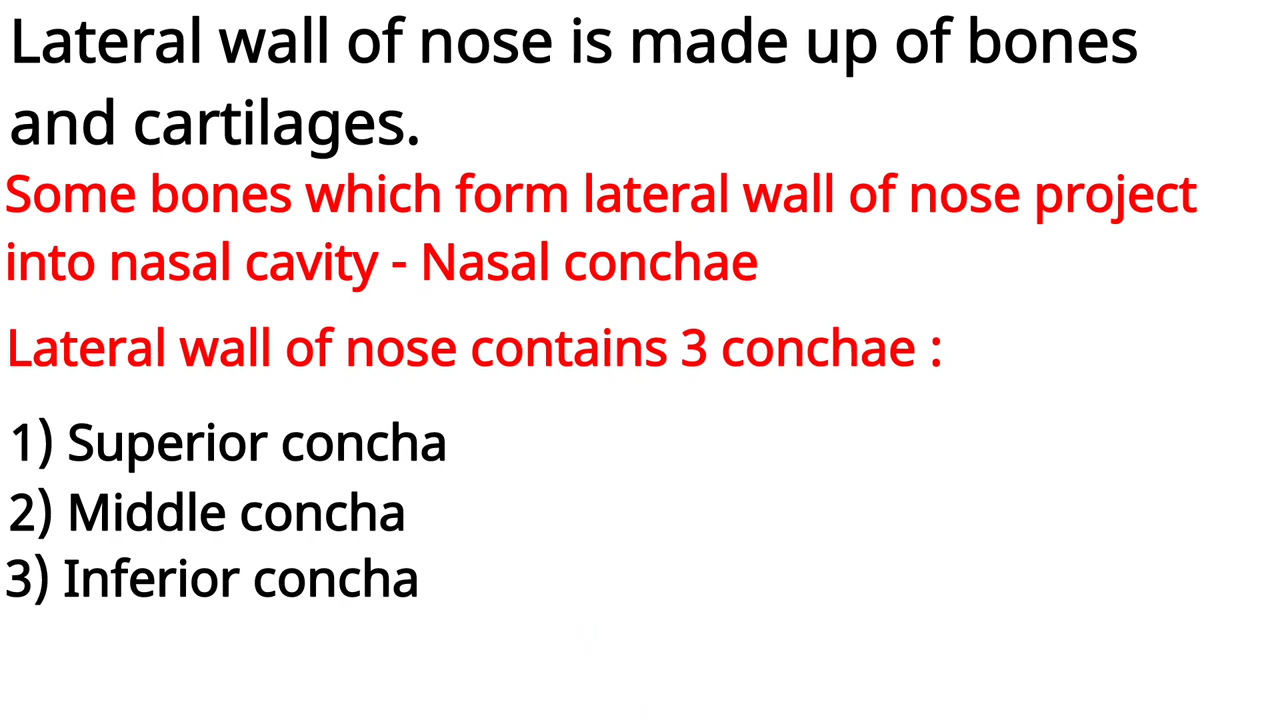 Lateral wall of nose is made up of bones
and cartilages.
Some bones which form lateral wall of nose project
into nasal cavity - Nasal conchae
Lateral wall of nose contains 3 conchae :
1) Superior concha
2) Middle concha
3) Inferior concha